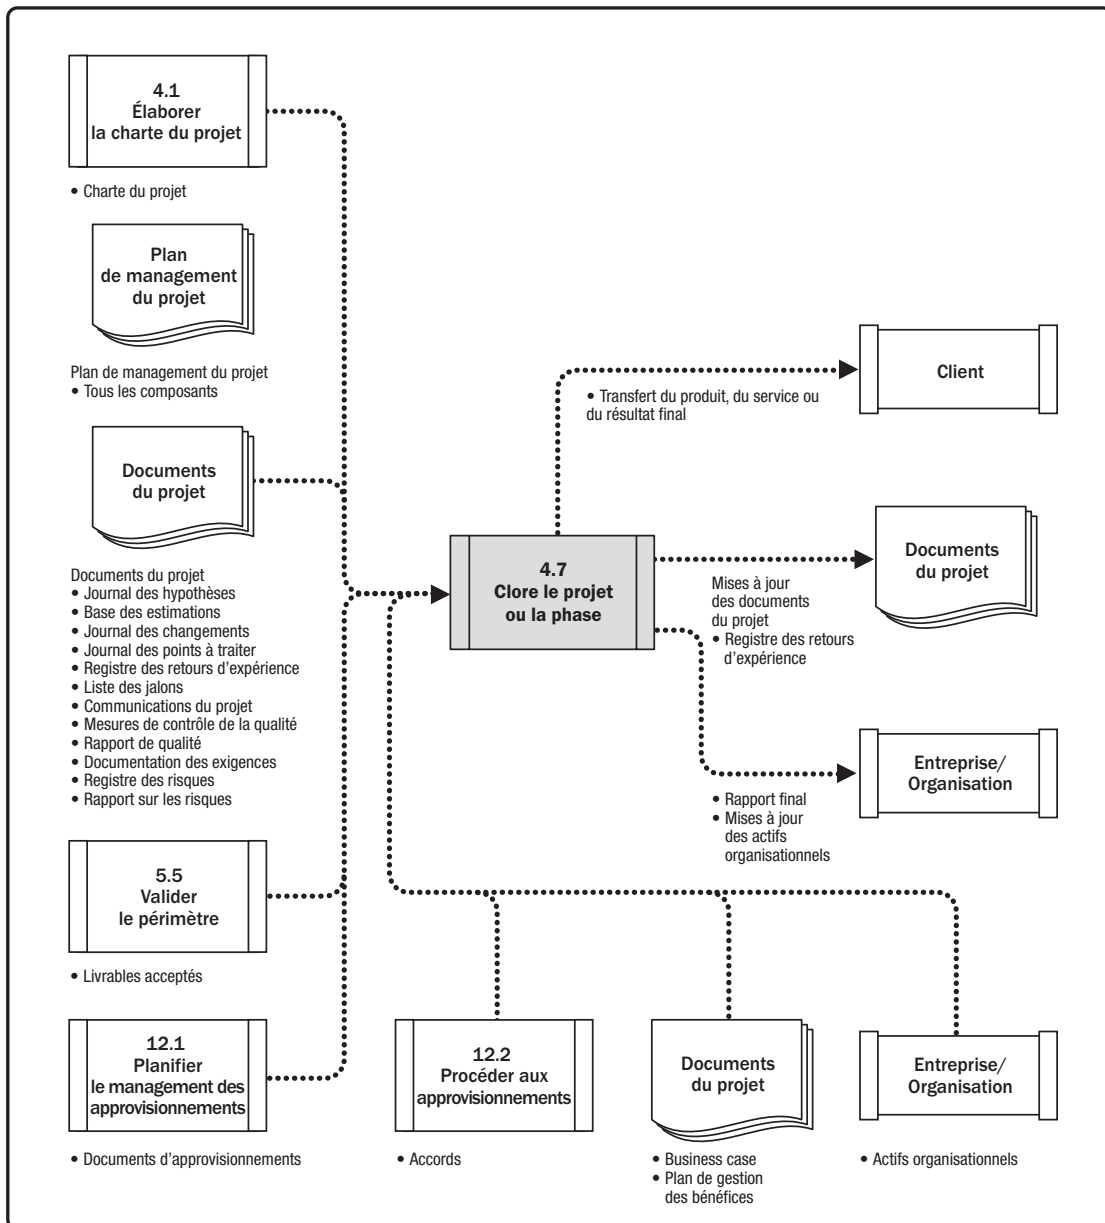 4.1
Élaborer
la charte du projet
• Charte du projet
Plan
de management
du projet
Plan de management du projet
• Tous les composants
Documents
du projet
Documents du projet
• Journal des hypothèses
• Base des estimations
• Journal des changements
• Journal des points à traiter
• Registre des retours d'expérience
• Liste des jalons
• Communications du projet
• Mesures de contrôle de la qualité
• Rapport de qualité
• Documentation des exigences
• Registre des risques
• Rapport sur les risques
5.5
Valider
le périmètre
• Livrables acceptés
12.1
Planifier
le management des
approvisionnements
• Documents d'approvisionnements
4.7
Clore le projet
ou la phase
• Transfert du produit, du service ou
du résultat final
Client
Mises à jour
des documents
du projet
• Registre des retours
d'expérience
Documents
du projet
• Rapport final
• Mises à jour
des actifs
organisationnels
Entreprise/
Organisation
12.2
Procéder aux
approvisionnements
• Accords
Documents
du projet
• Business case
• Plan de gestion
des bénéfices
Entreprise/
Organisation
• Actifs organisationnels